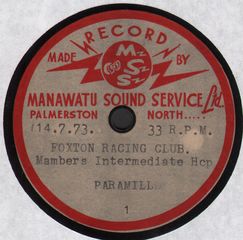 RECORD
MADE BY
M NZ
S
S
MANAWATU SOUND SERVICE Ltd.
PALMERSTON NORTH.....
14.7.73. 33 R.P.M.
FOXTON RACING CLUB.
Mambers Intermediate Hcp
PARAMILL
1